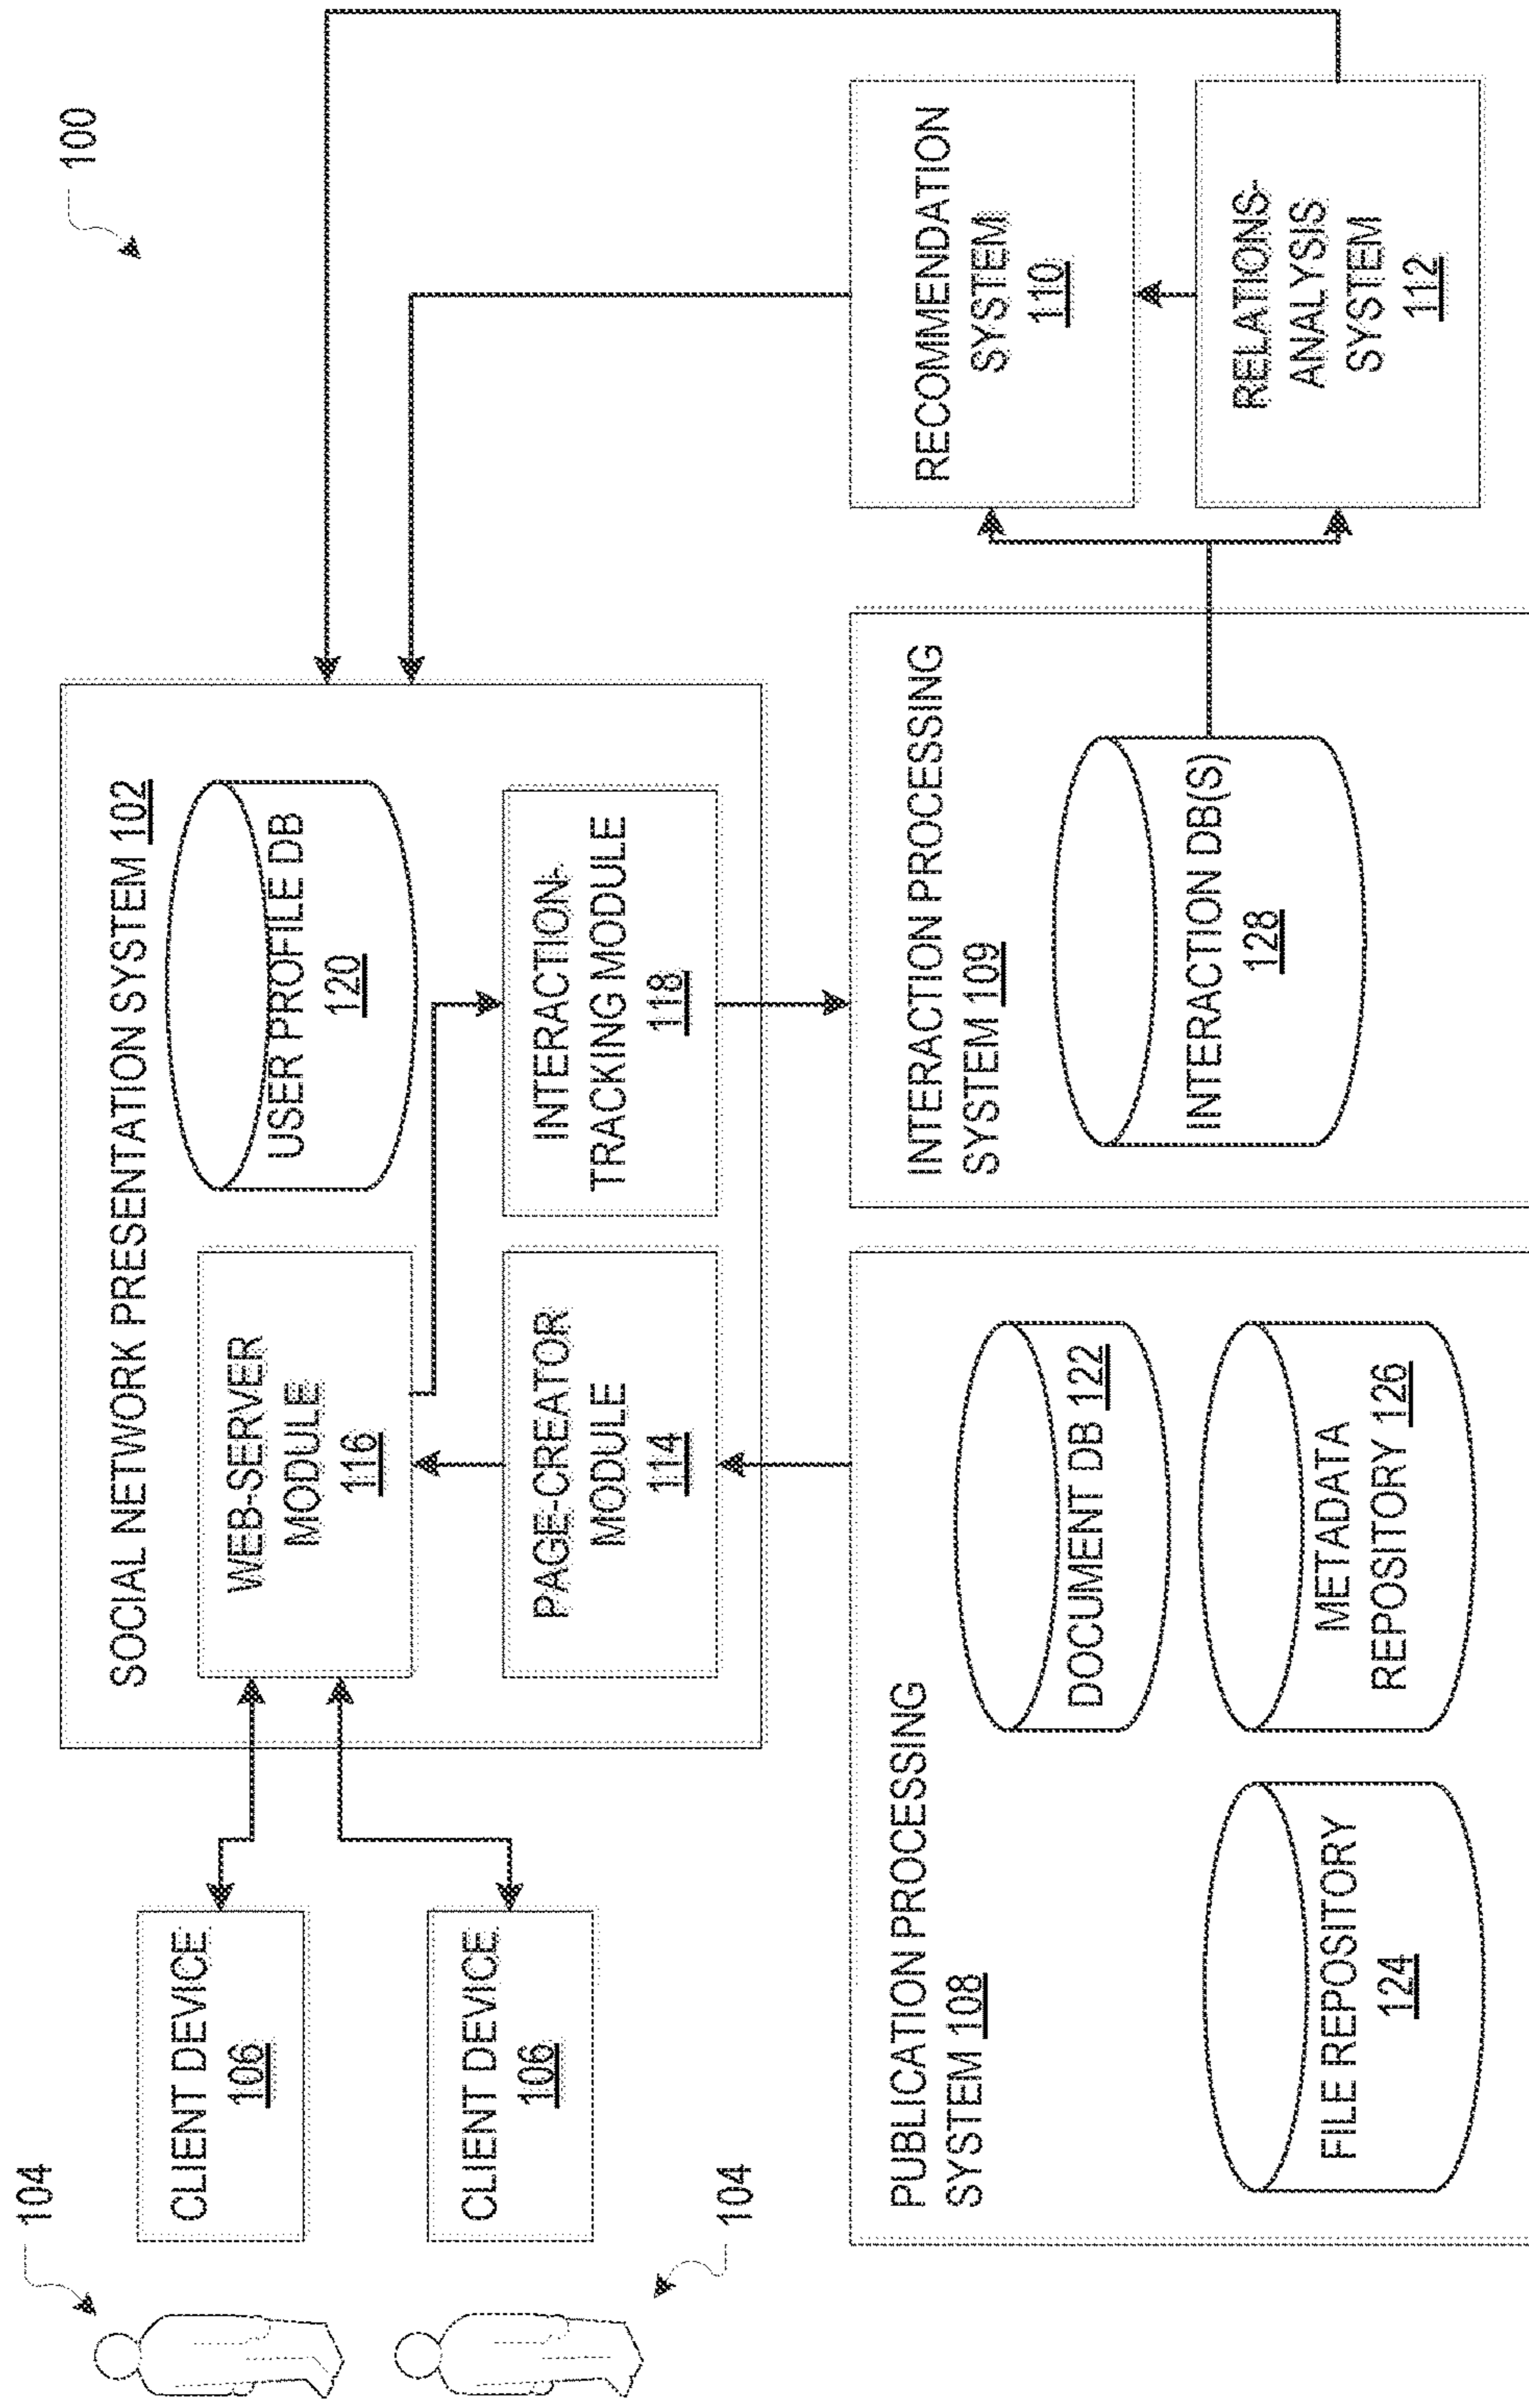 100
104
CLIENT DEVICE
106
CLIENT DEVICE
106
104
SOCIAL NETWORK PRESENTATION SYSTEM 102
WEB-SERVER
MODULE
116
USER PROFILE DB
120
PAGE-CREATOR
MODULE
114
INTERACTION-
TRACKING MODULE
118
PUBLICATION PROCESSING
SYSTEM 108
DOCUMENT DB 122
FILE REPOSITORY
124
METADATA
REPOSITORY 126
INTERACTION PROCESSING
SYSTEM 109
INTERACTION DB(S)
128
RECOMMENDATION
SYSTEM
110
RELATIONS-
ANALYSIS
SYSTEM
112